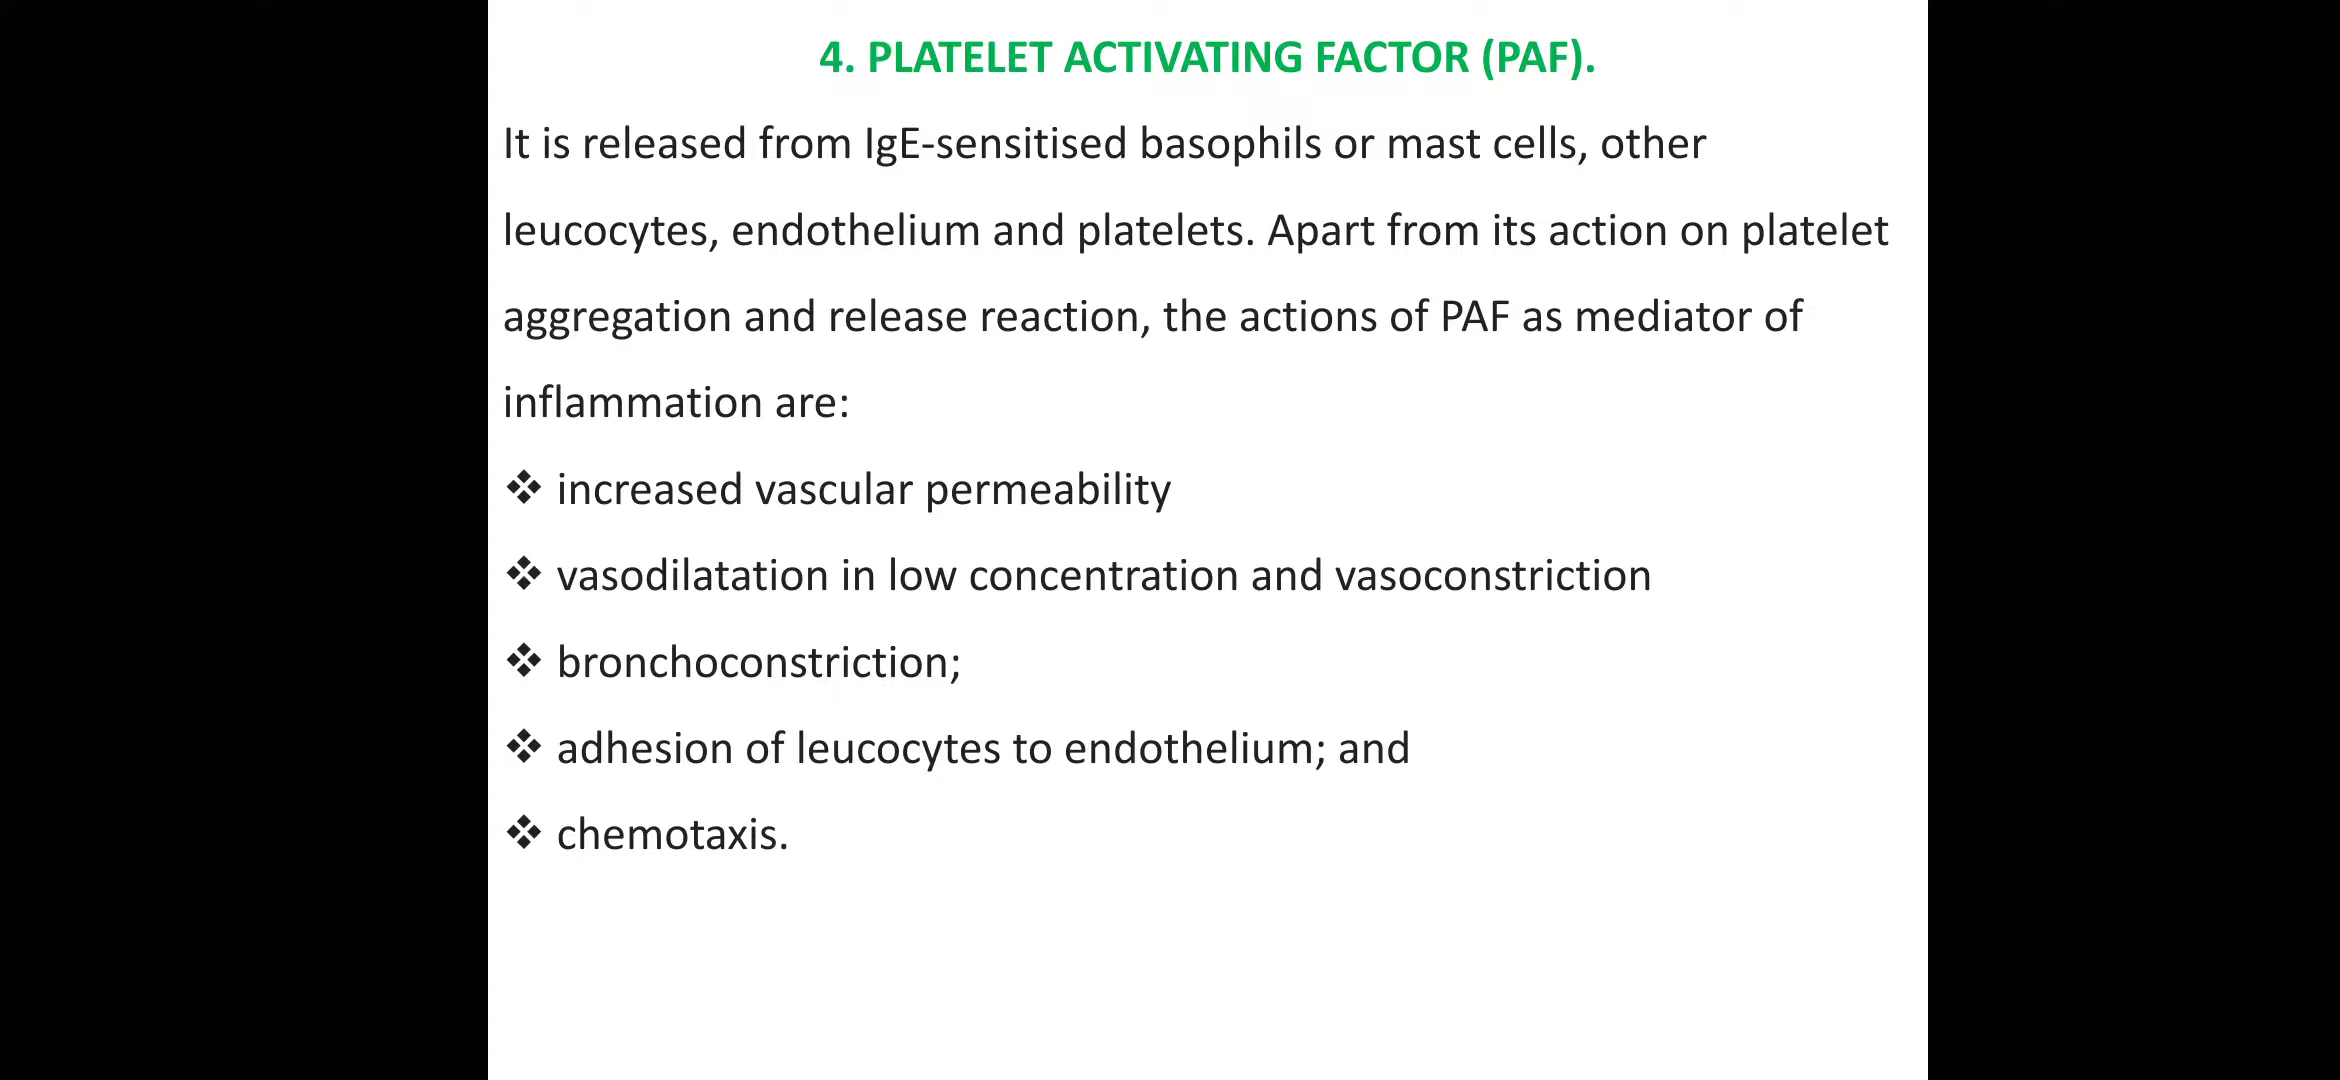 4. PLATELET ACTIVATING FACTOR (PAF).
It is released from IgE-sensitised basophils or mast cells, other
leucocytes, endothelium and platelets. Apart from its action on platelet
aggregation and release reaction, the actions of PAF as mediator of
inflammation are:
❖ increased vascular permeability
❖ vasodilatation in low concentration and vasoconstriction
❖ bronchoconstriction;
❖ adhesion of leucocytes to endothelium; and
❖ chemotaxis.